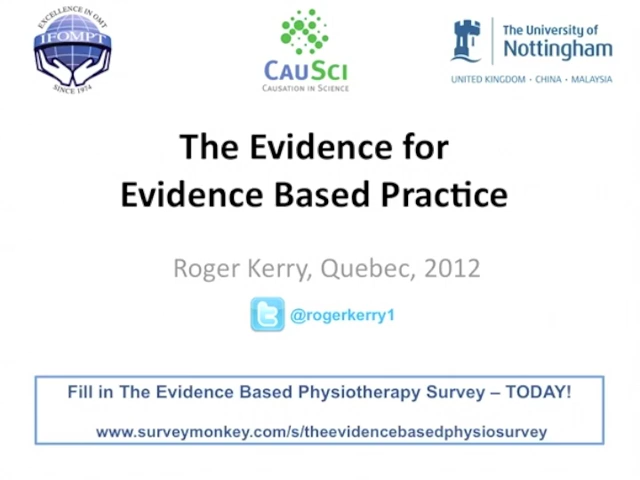 EXCELLENCE IN OMT
IFOMPT
SINCE 1974
CAUSCI
CAUSATION IN SCIENCE
The University of
Nottingham
UNITED KINGDOM · CHINA · MALAYSIA
The Evidence for
Evidence Based Practice
Roger Kerry, Quebec, 2012
@rogerkerry1
Fill in The Evidence Based Physiotherapy Survey – TODAY!
www.surveymonkey.com/s/theevidencebasedphysiosurvey